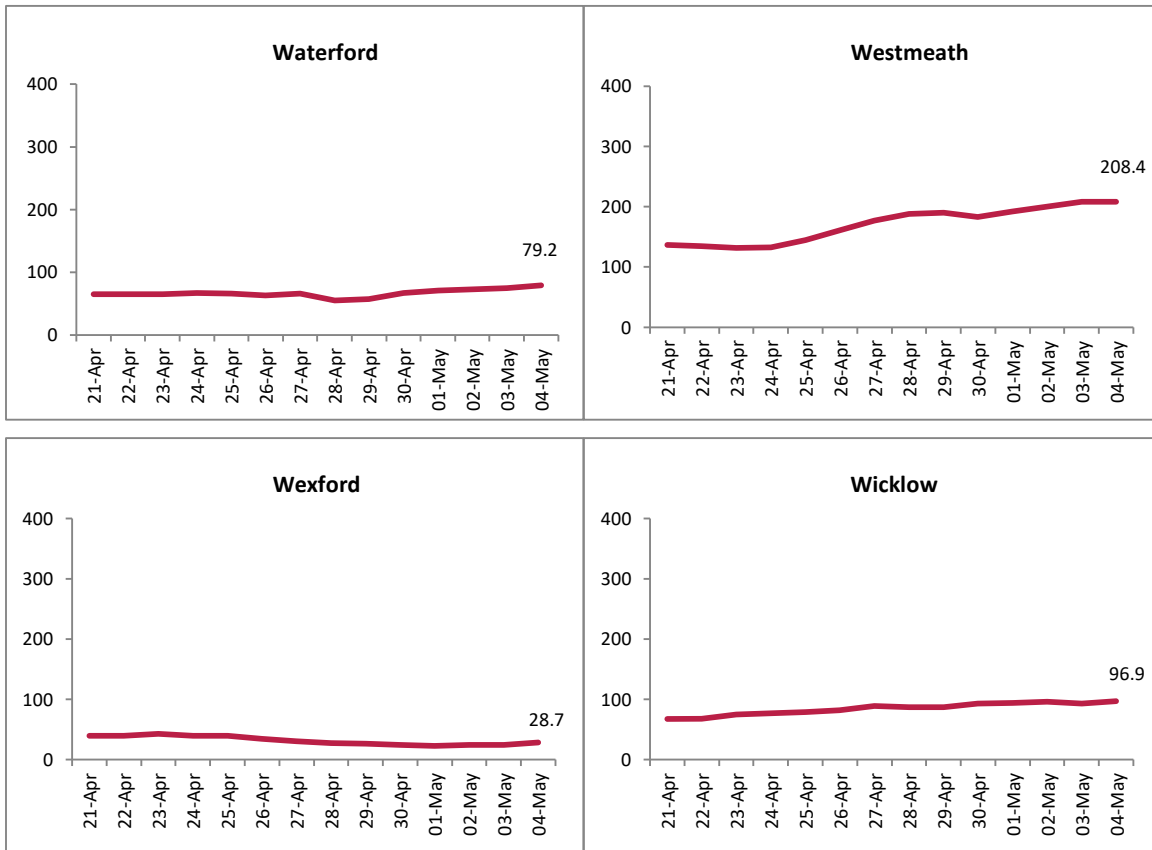 Waterford
400
300
200
100
0
79.2
21-Apr
22-Apr
23-Apr
24-Apr
25-Apr
26-Apr
27-Apr
28-Apr
29-Apr
30-Apr
01-May
02-May
03-May
04-May
Westmeath
400
300
200
100
0
208.4
21-Apr
22-Apr
23-Apr
24-Apr
25-Apr
26-Apr
27-Apr
28-Apr
29-Apr
30-Apr
01-May
02-May
03-May
04-May
Wexford
400
300
200
100
0
28.7
21-Apr
22-Apr
23-Apr
24-Apr
25-Apr
26-Apr
27-Apr
28-Apr
29-Apr
30-Apr
01-May
02-May
03-May
04-May
Wicklow
400
300
200
100
0
96.9
21-Apr
22-Apr
23-Apr
24-Apr
25-Apr
26-Apr
27-Apr
28-Apr
29-Apr
30-Apr
01-May
02-May
03-May
04-May